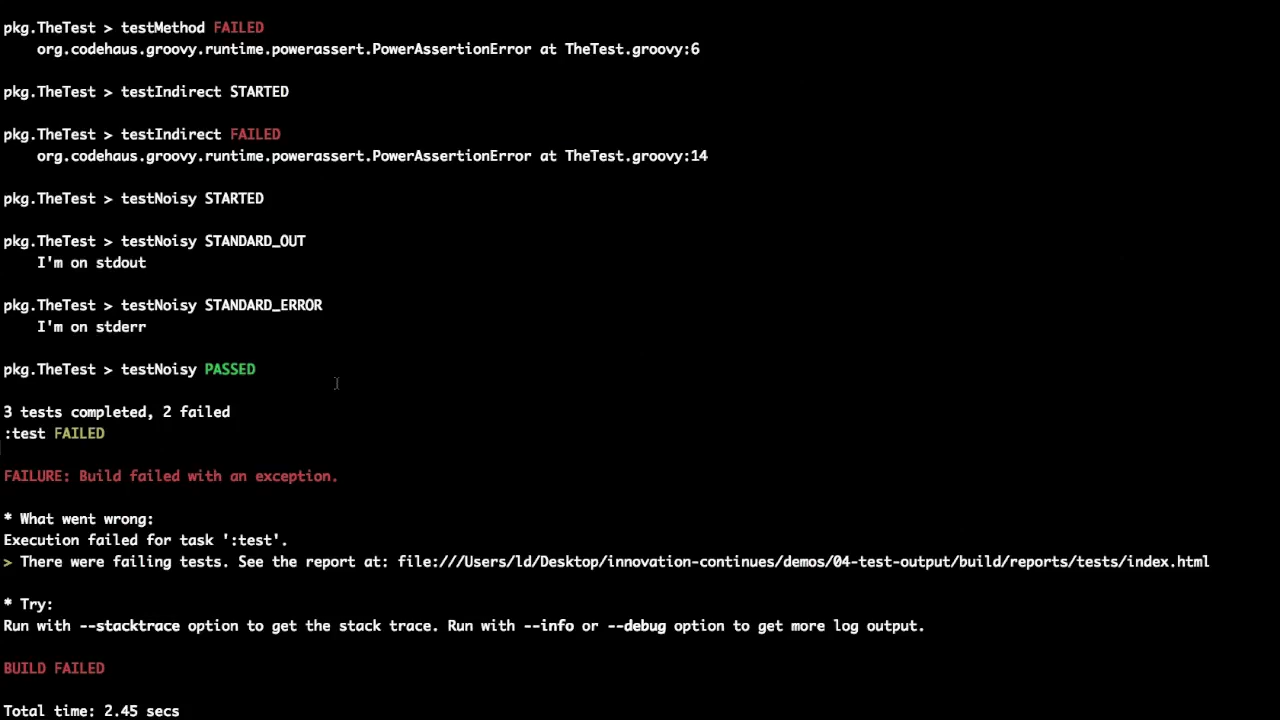 pkg.TheTest > testMethod FAILED
org.codehaus.groovy.runtime.powerassert.PowerAssertionError at TheTest.groovy:6
pkg.TheTest > testIndirect STARTED
pkg.TheTest > testIndirect FAILED
org.codehaus.groovy.runtime.powerassert.PowerAssertionError at TheTest.groovy:14
pkg.TheTest > testNoisy STARTED
pkg.TheTest > testNoisy STANDARD_OUT
I'm on stdout
pkg.TheTest > testNoisy STANDARD_ERROR
I'm on stderr
pkg.TheTest > testNoisy PASSED
3 tests completed, 2 failed
:test FAILED
FAILURE: Build failed with an exception.
* What went wrong:
Execution failed for task ':test'.
> There were failing tests. See the report at: file:///Users/ld/Desktop/innovation-continues/demos/04-test-output/build/reports/tests/index.html
* Try:
Run with --stacktrace option to get the stack trace. Run with --info or --debug option to get more log output.
BUILD FAILED
Total time: 2.45 secs